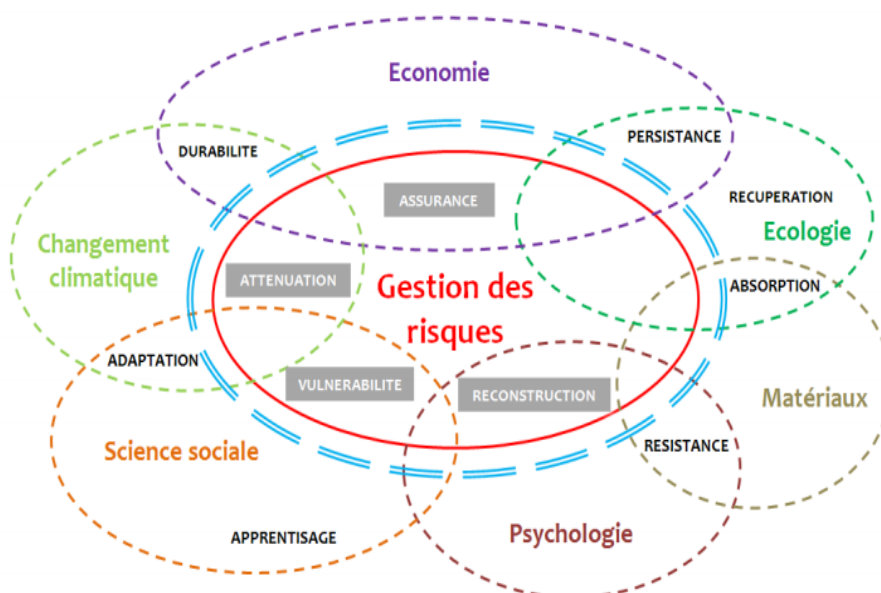 Economie
PERSISTANCE
DURABILITE
RECUPERATION
ASSURANCE
Ecologie
Changement
climatique
ATTENUATION
Gestion des
risques
ABSORPTION
ADAPTATION
VULNERABILITE
RECONSTRUCTION
Matériaux
Science sociale
RESISTANCE
APPRENTISAGE
Psychologie